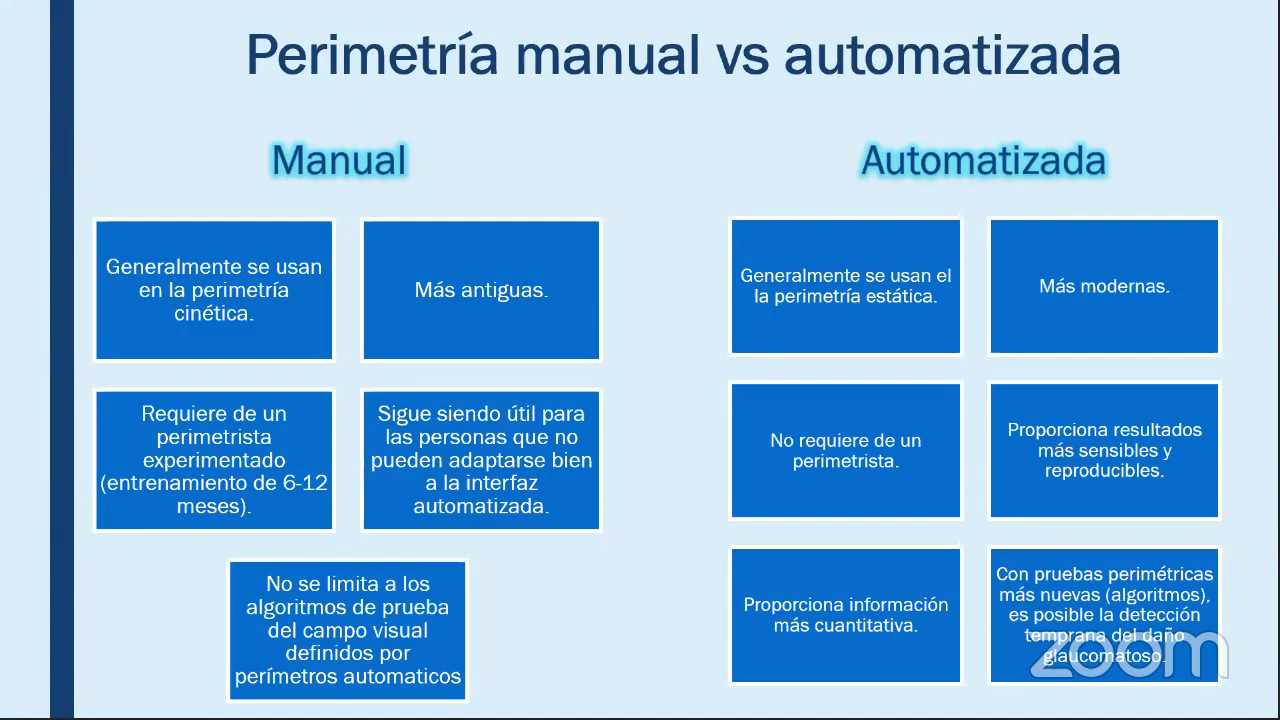 Perimetría manual vs automatizada
Manual
Generalmente se usan
en la perimetría
cinética.
Más antiguas.
Requiere de un
perimetrista
experimentado
(entrenamiento de 6-12
meses).
Sigue siendo útil para
las personas que no
pueden adaptarse bien
a la interfaz
automatizada.
No se limita a los
algoritmos de prueba
del campo visual
definidos por
perímetros automaticos
Automatizada
Generalmente se usan el
la perimetría estática.
Más modernas.
No requiere de un
perimetrista.
Proporciona resultados
más sensibles y
reproducibles.
Proporciona información
más cuantitativa.
Con pruebas perimétricas
más nuevas (algoritmos),
es posible la detección
temprana del daño
glaucomatoso.
zoom